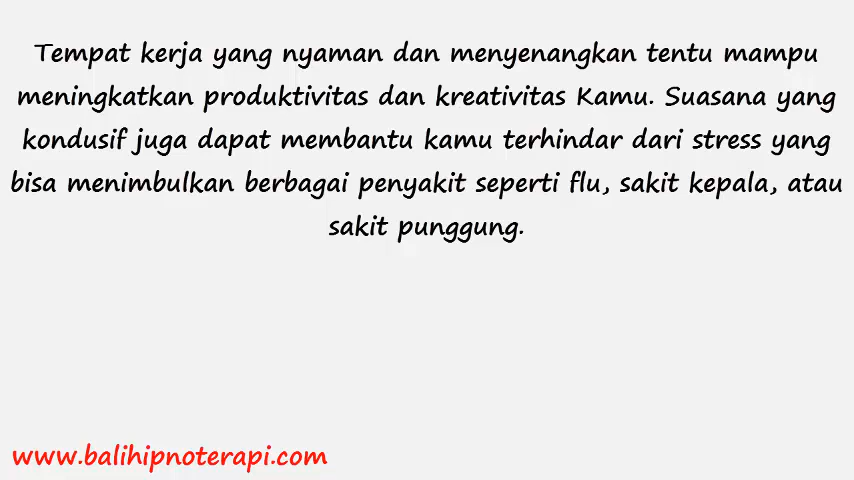 Tempat kerja yang nyaman dan menyenangkan tentu mampu
meningkatkan produktivitas dan kreativitas Kamu. Suasana yang
kondusif juga dapat membantu kamu terhindar dari stress yang
bisa menimbulkan berbagai penyakit seperti flu, sakit kepala, atau
sakit punggung.
www.balihipnoterapi.com